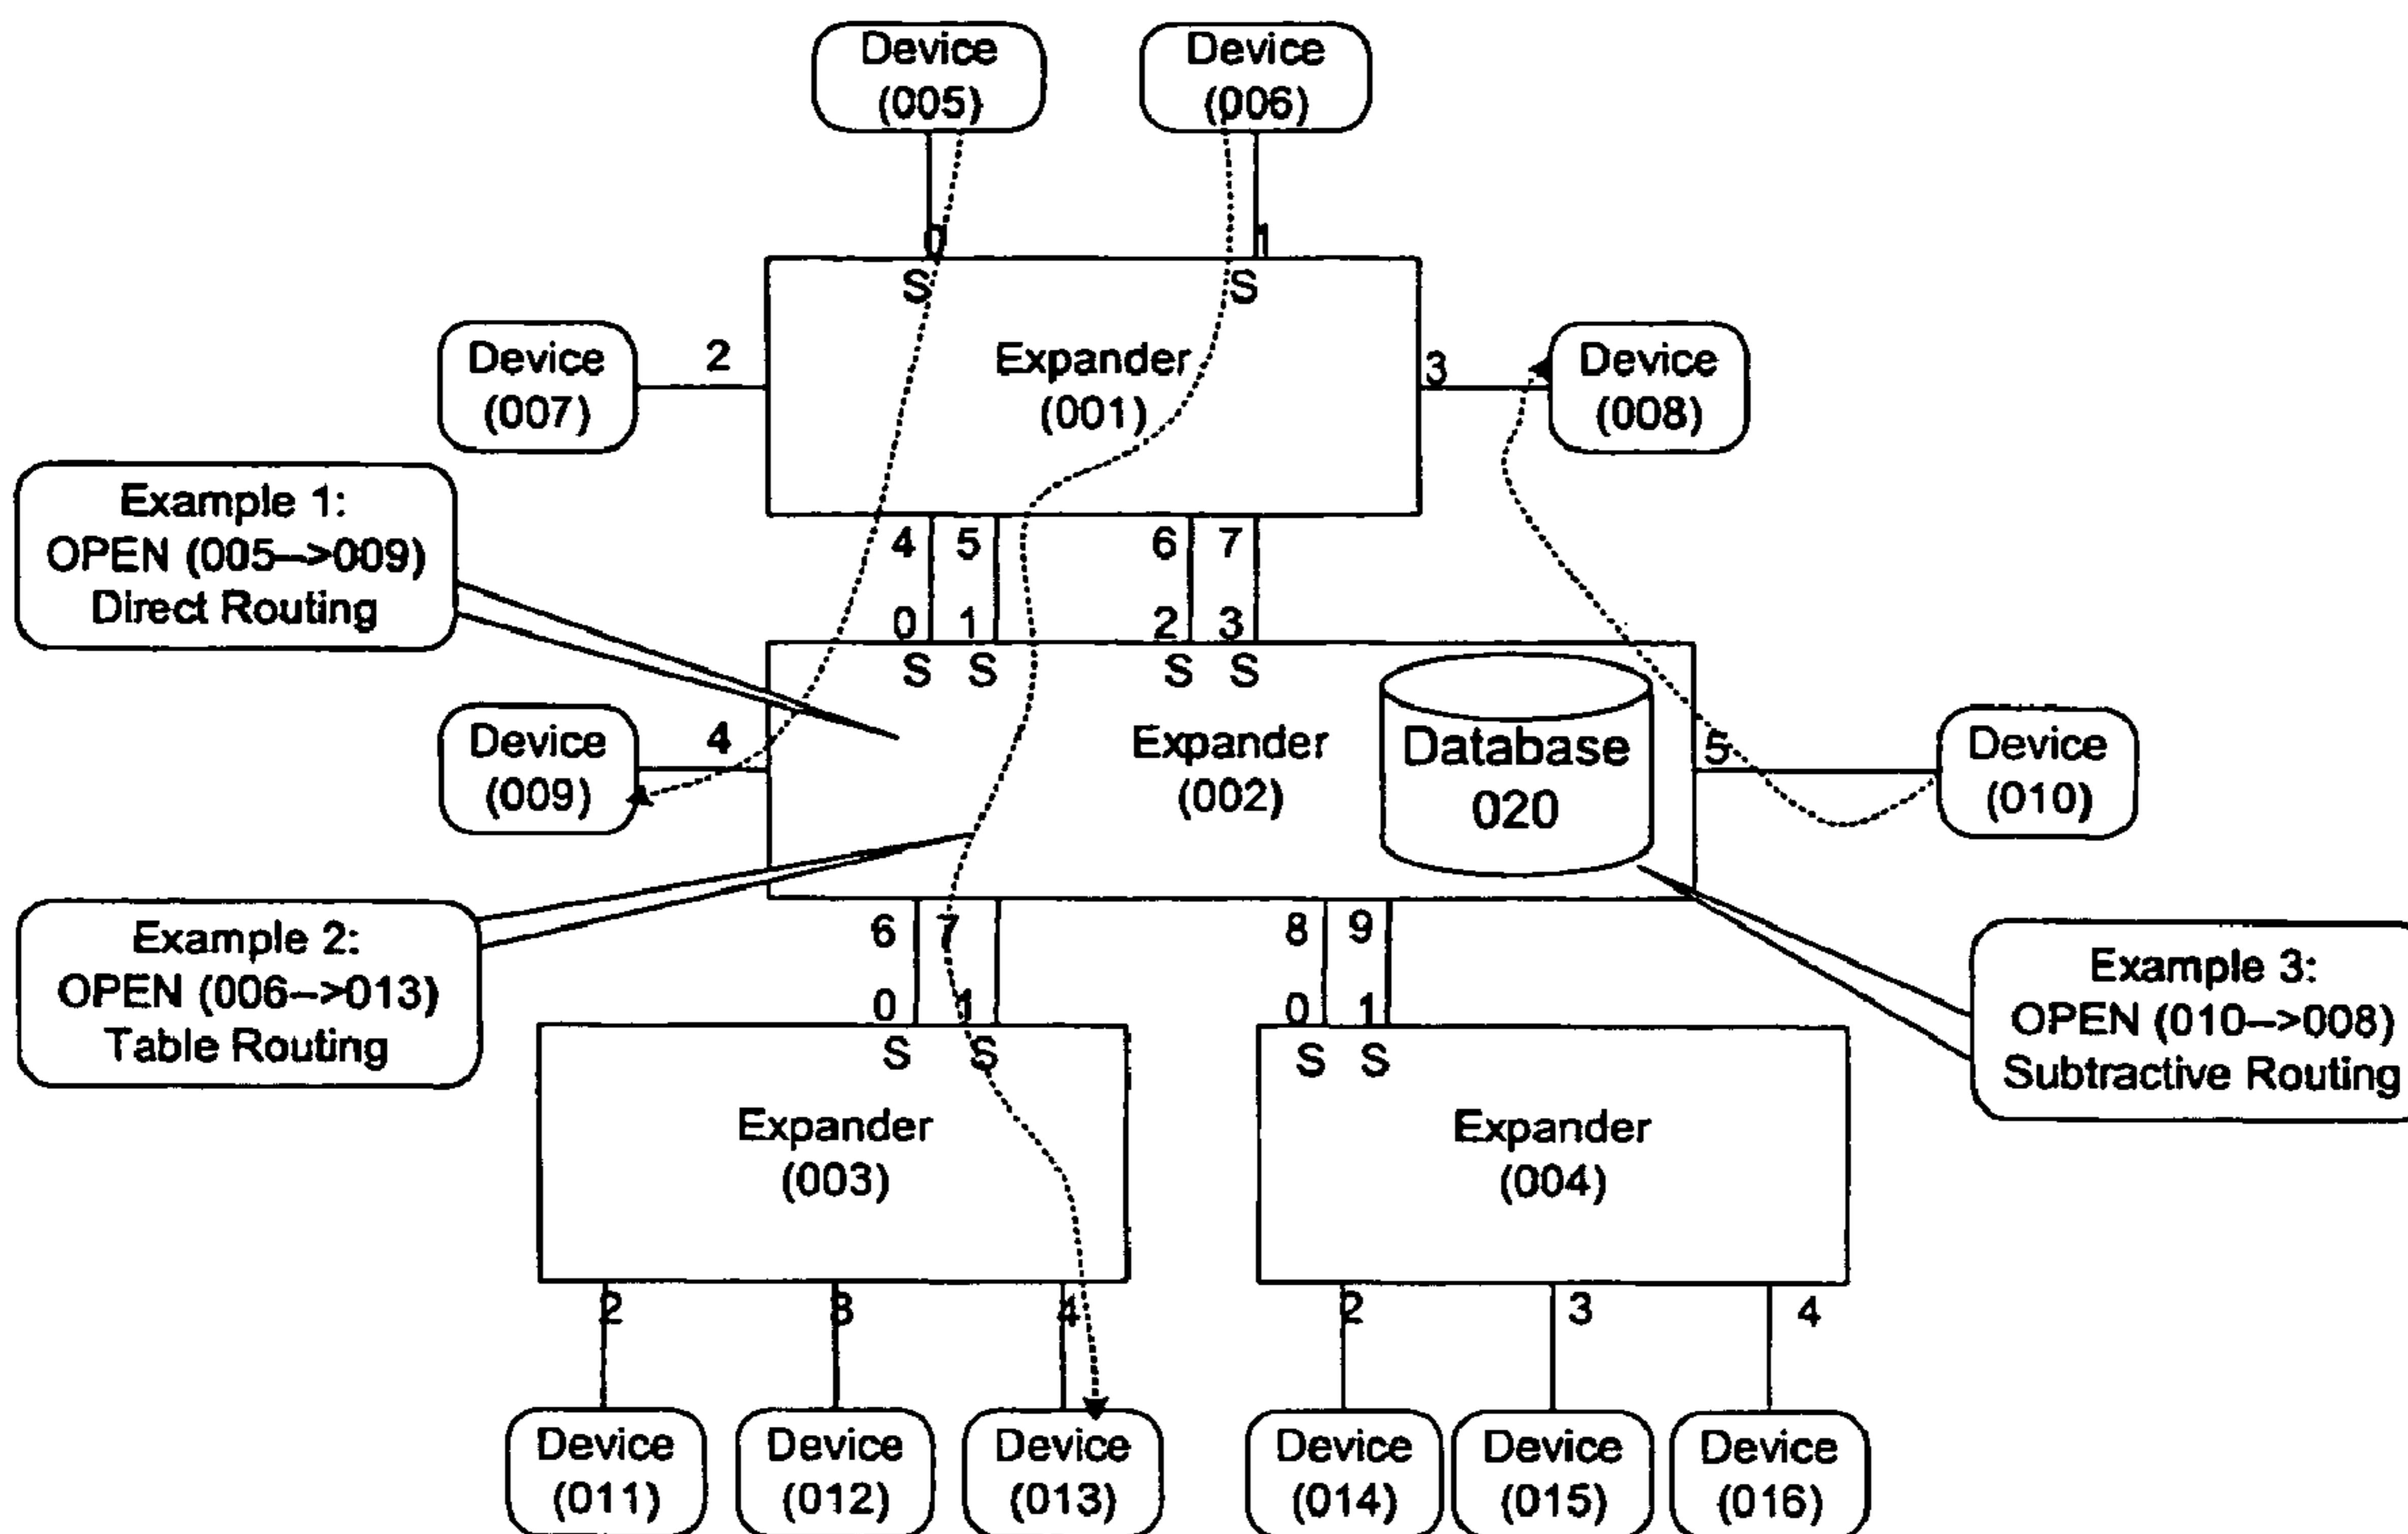 Device
(005)
Device
(006)
0
1
S
S
Device
(007)
2
Expander
(001)
3
Device
(008)
Example 1:
OPEN (005-->009)
Direct Routing
4
5
6
7
0
1
2
3
S
S
S
S
Device
(009)
4
Expander
(002)
Database
020
5
Device
(010)
Example 2:
OPEN (006-->013)
Table Routing
6
7
8
9
0
1
0
1
Example 3:
OPEN (010-->008)
Subtractive Routing
S
S
S
S
Expander
(003)
Expander
(004)
2
3
4
2
3
4
Device
(011)
Device
(012)
Device
(013)
Device
(014)
Device
(015)
Device
(016)